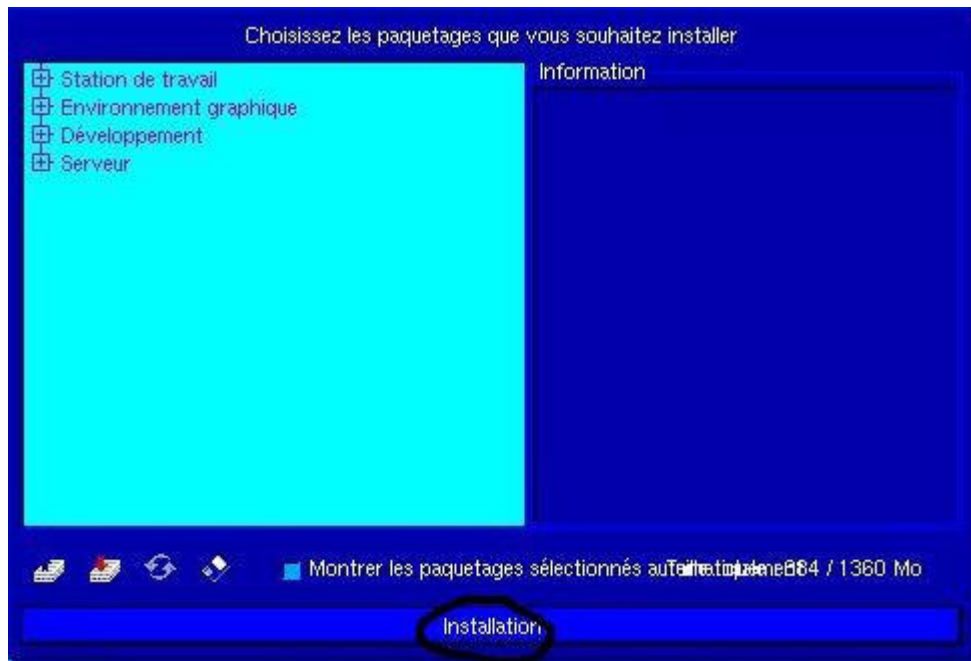 Choisissez les paquetages que vous souhaitez installer
Station de travail
Environnement graphique
Développement
Serveur
Information
Montrer les paquetages sélectionnés
84 / 1360 Mo
Installation